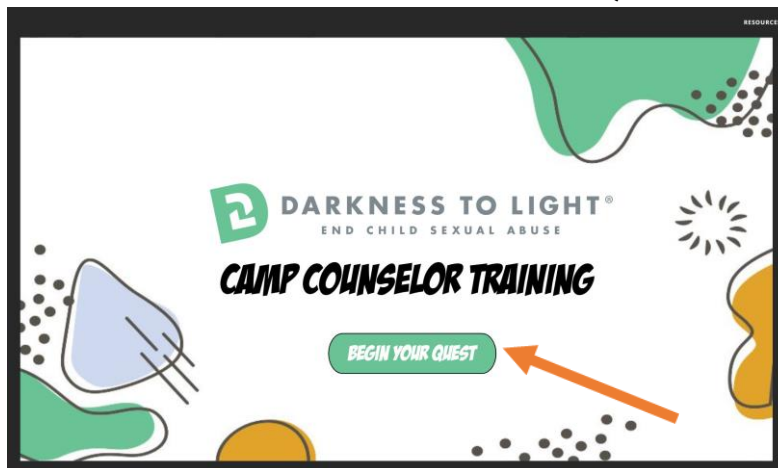 RESOURCE
DARKNESS TO LIGHT®
END CHILD SEXUAL ABUSE
CAMP COUNSELOR TRAINING
BEGIN YOUR QUEST